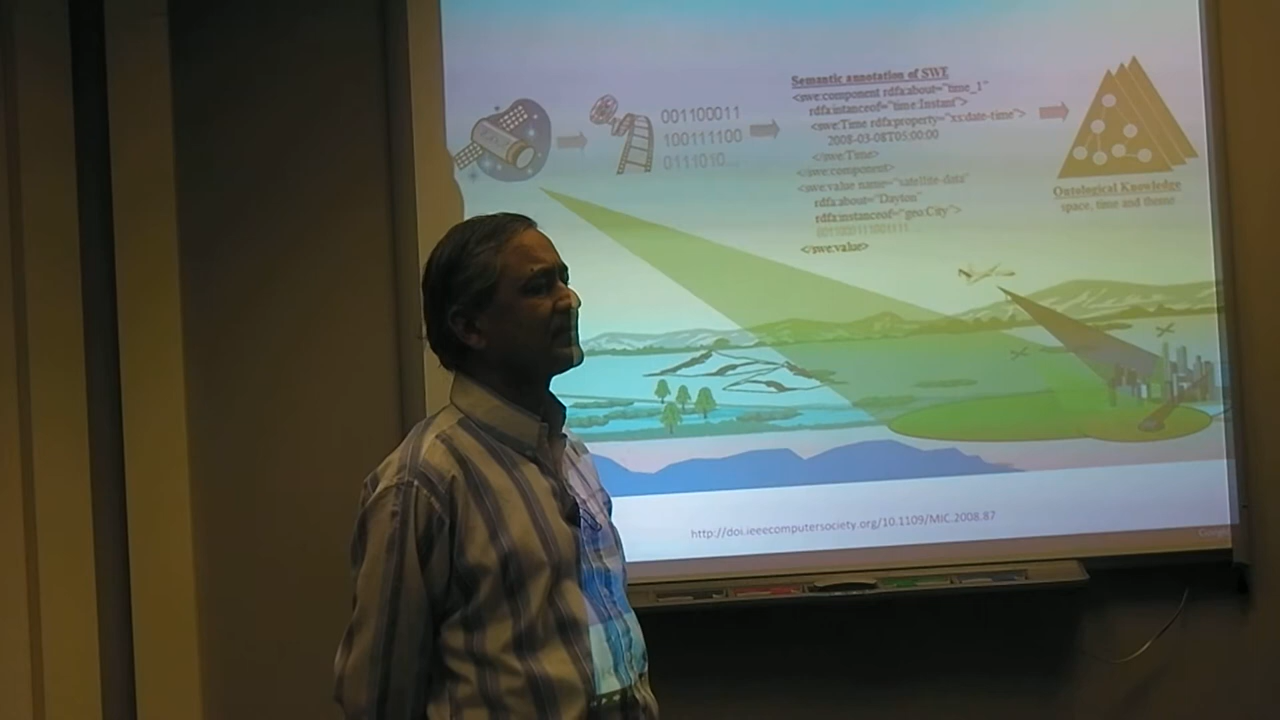 001100011
100111100
0111010...
Semantic annotation of SWE
<swe:component rdfa:about="time_1"
rdfa:instanceof="time:Instant">
<swe:Time rdfa:property="xs:date-time">
2008-03-08T05:00:00
</swe:Time>
</swe:component>
<swe:value name="satellite-data"
rdfa:about="Dayton"
rdfa:instanceof="geo:City">
</swe:value>
Ontological Knowledge
space, time and theme
http://doi.ieeecomputersociety.org/10.1109/MIC.2008.87